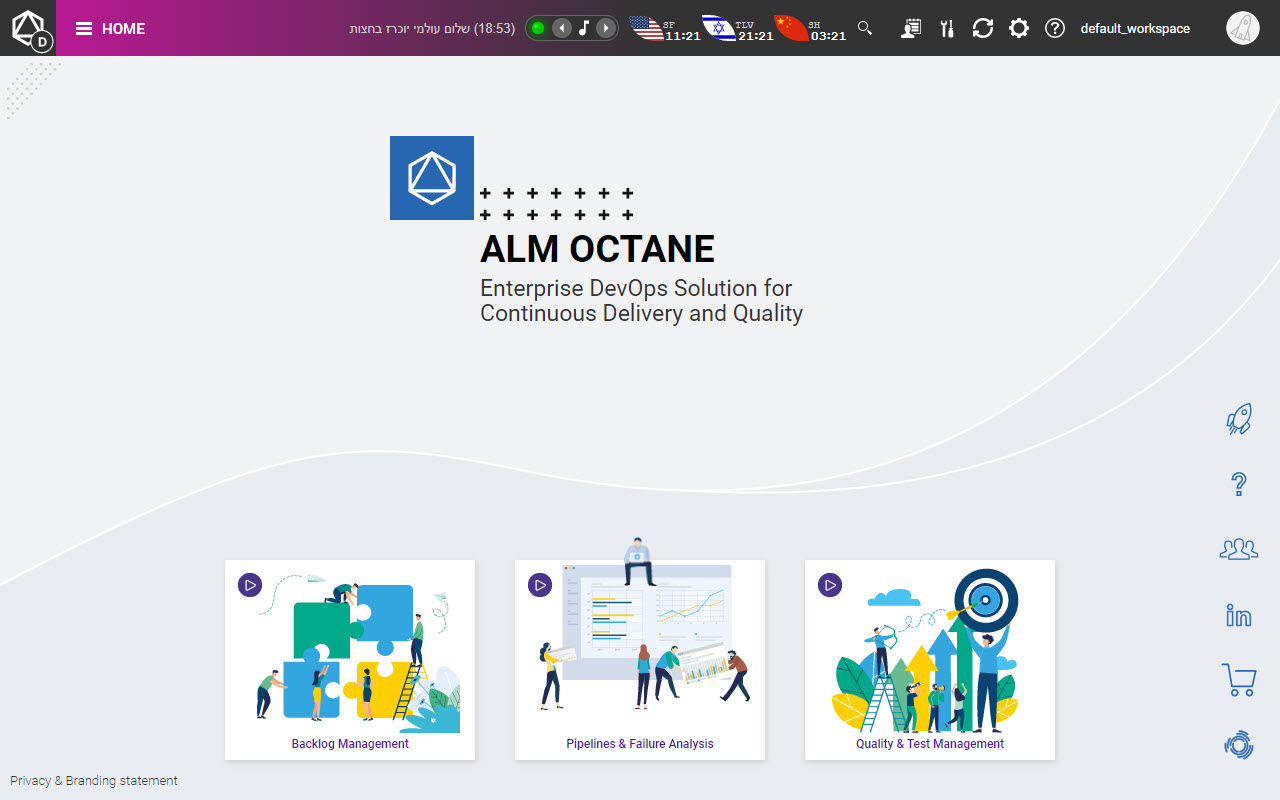 D
HOME
שלום עולמי יוכרז בחצות (18:53)
SF
11:21
TLV
21:21
SH
03:21
default_workspace
ALM OCTANE
Enterprise DevOps Solution for
Continuous Delivery and Quality
Backlog Management
Pipelines & Failure Analysis
Quality & Test Management
Privacy & Branding statement